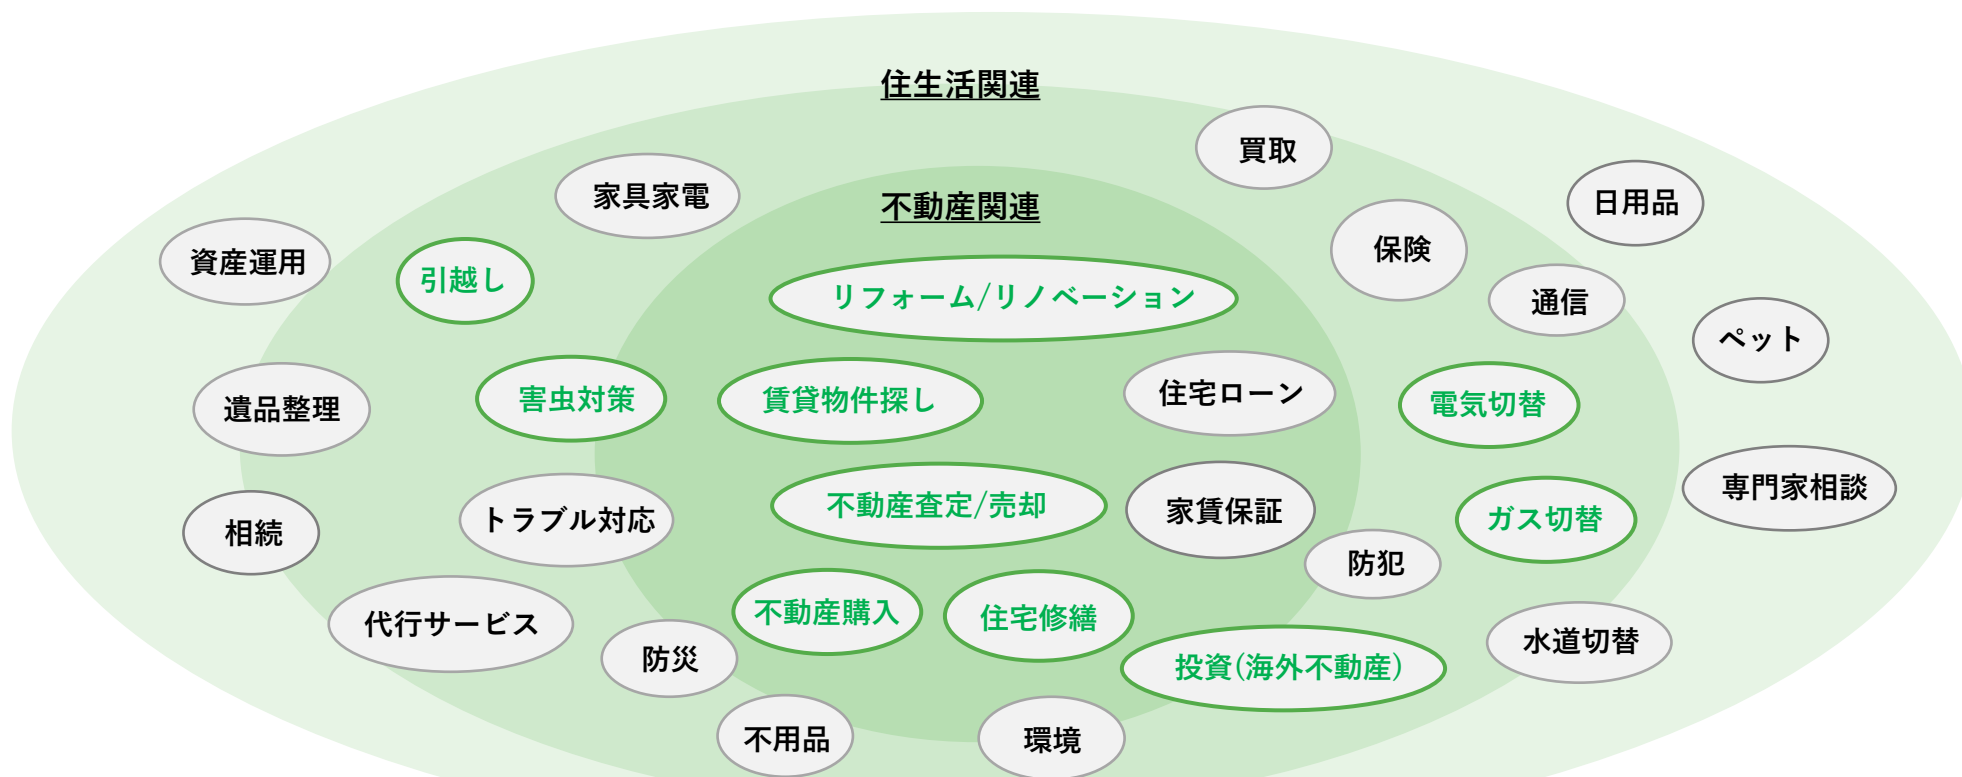 住生活関連
買取
家具家電
日用品
不動産関連
保険
資産運用
引越し
リフォーム/リノベーション
通信
ペット
害虫対策
賃貸物件探し
住宅ローン
電気切替
遺品整理
専門家相談
トラブル対応
不動産査定/売却
家賃保証
ガス切替
相続
防犯
代行サービス
不動産購入
住宅修繕
水道切替
防災
投資(海外不動産)
不用品
環境